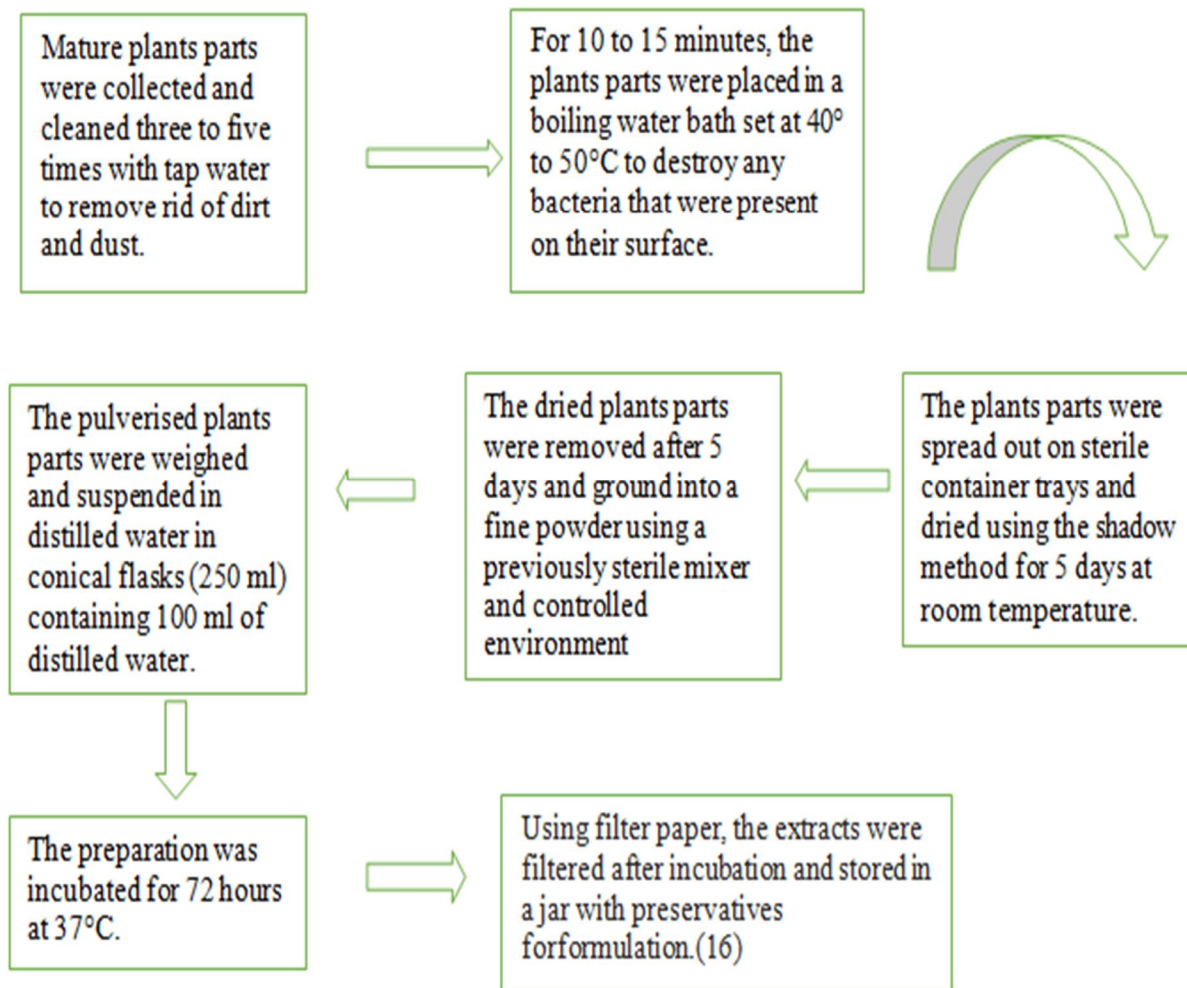 Mature plants parts
were collected and
cleaned three to five
times with tap water
to remove rid of dirt
and dust.
For 10 to 15 minutes, the
plants parts were placed in a
boiling water bath set at 40°
to 50°C to destroy any
bacteria that were present
on their surface.
The plants parts were
spread out on sterile
container trays and
dried using the shadow
method for 5 days at
room temperature.
The dried plants parts
were removed after 5
days and ground into a
fine powder using a
previously sterile mixer
and controlled
environment
The pulverised plants
parts were weighed
and suspended in
distilled water in
conical flasks (250 ml)
containing 100 ml of
distilled water.
The preparation was
incubated for 72 hours
at 37°C.
Using filter paper, the extracts were
filtered after incubation and stored in
a jar with preservatives
forformulation.(16)